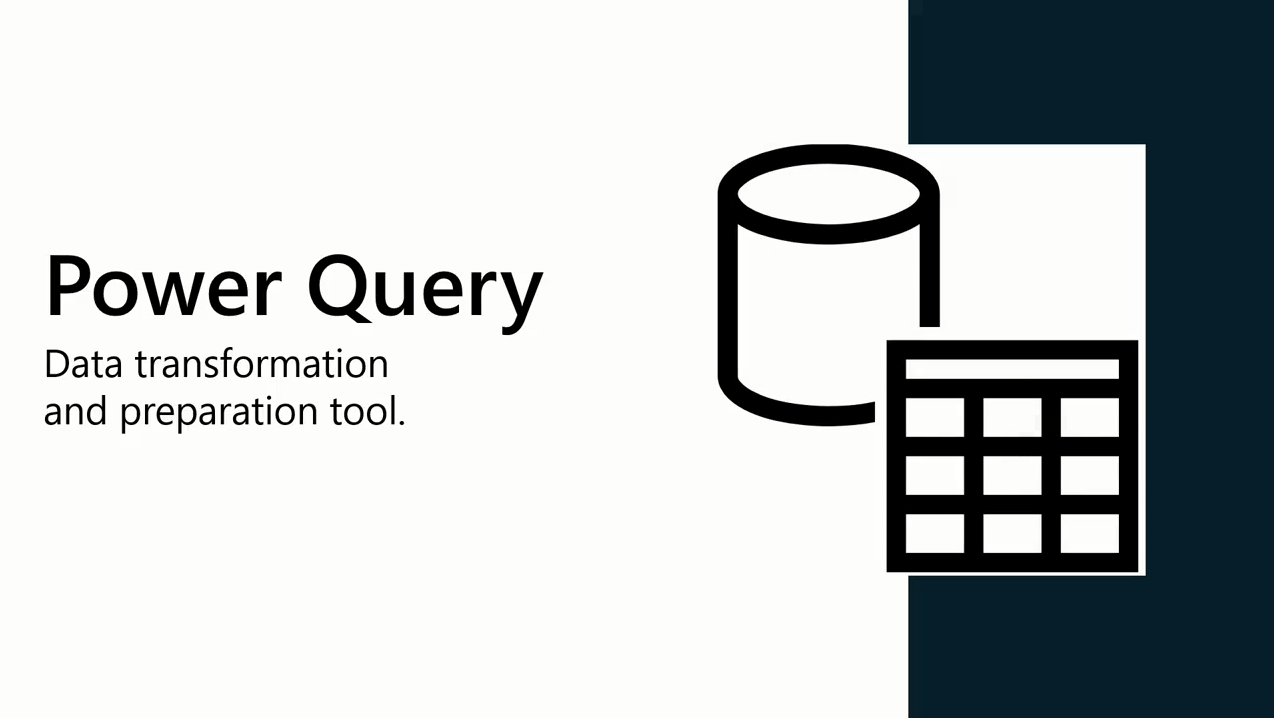 Power Query
Data transformation
and preparation tool.